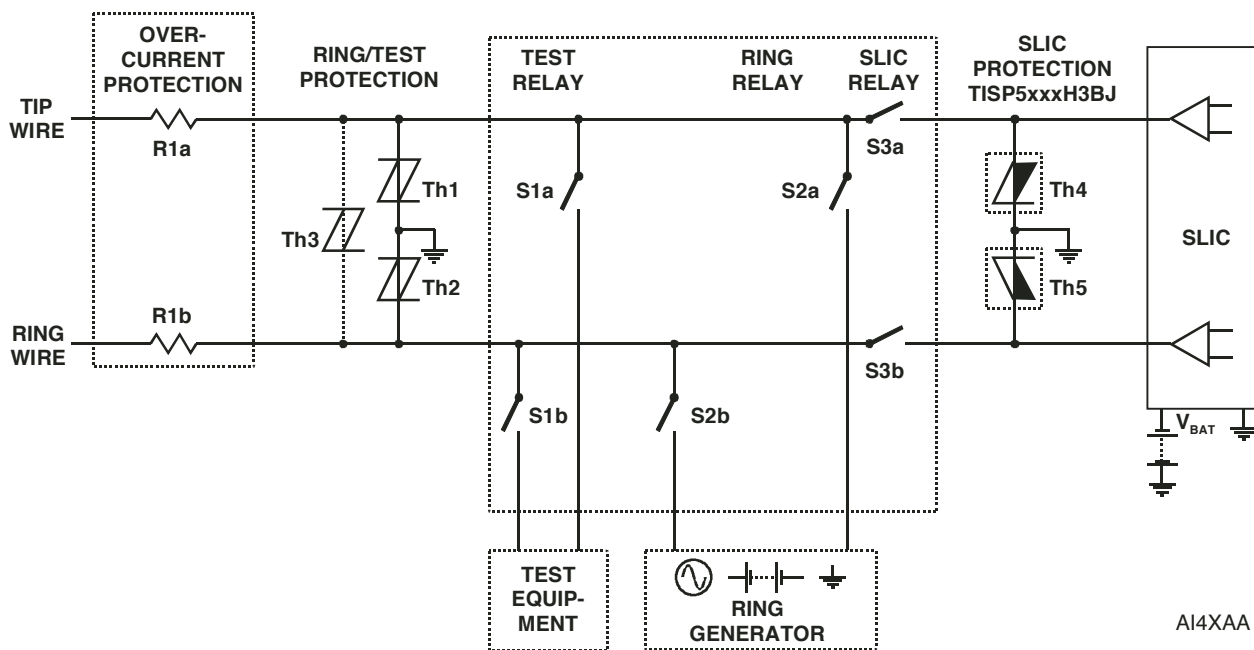 OVER-
CURRENT
PROTECTION
RING/TEST
PROTECTION
TEST
RELAY
RING
RELAY
SLIC
RELAY
SLIC
PROTECTION
TISP5xxxH3BJ
TIP
WIRE
R1a
S3a
Th1
S1a
S2a
Th4
Th3
SLIC
Th2
Th5
R1b
RING
WIRE
S3b
S1b
S2b
VBAT
TEST
EQUIP-
MENT
RING
GENERATOR
AI4XAA